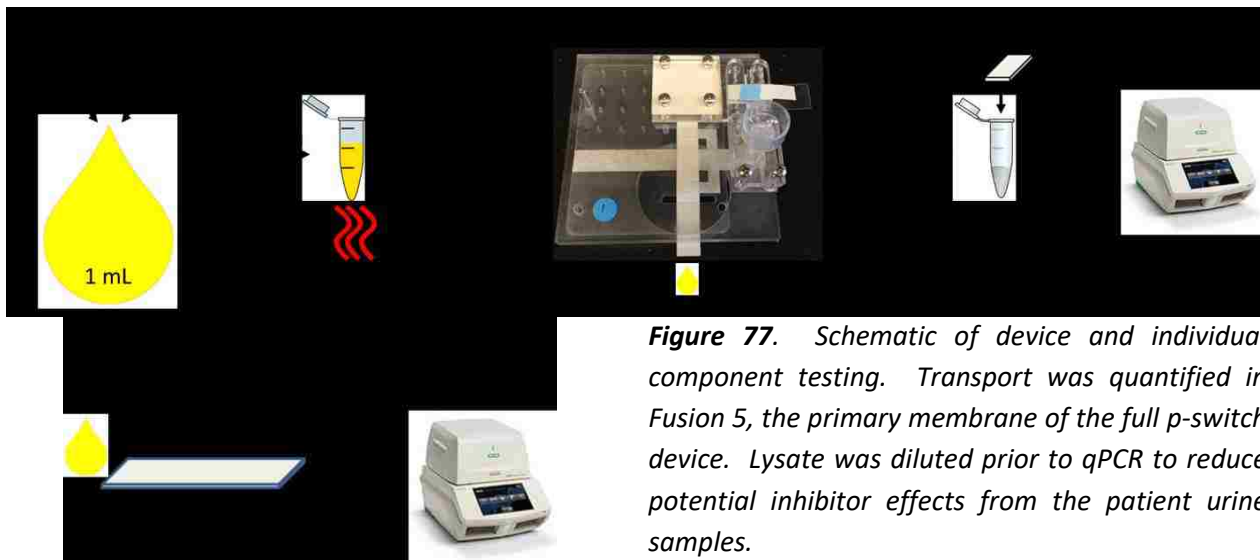 1 mL
Figure 77. Schematic of device and individual
component testing. Transport was quantified in
Fusion 5, the primary membrane of the full p-switch
device. Lysate was diluted prior to qPCR to reduce
potential inhibitor effects from the patient urine
samples.